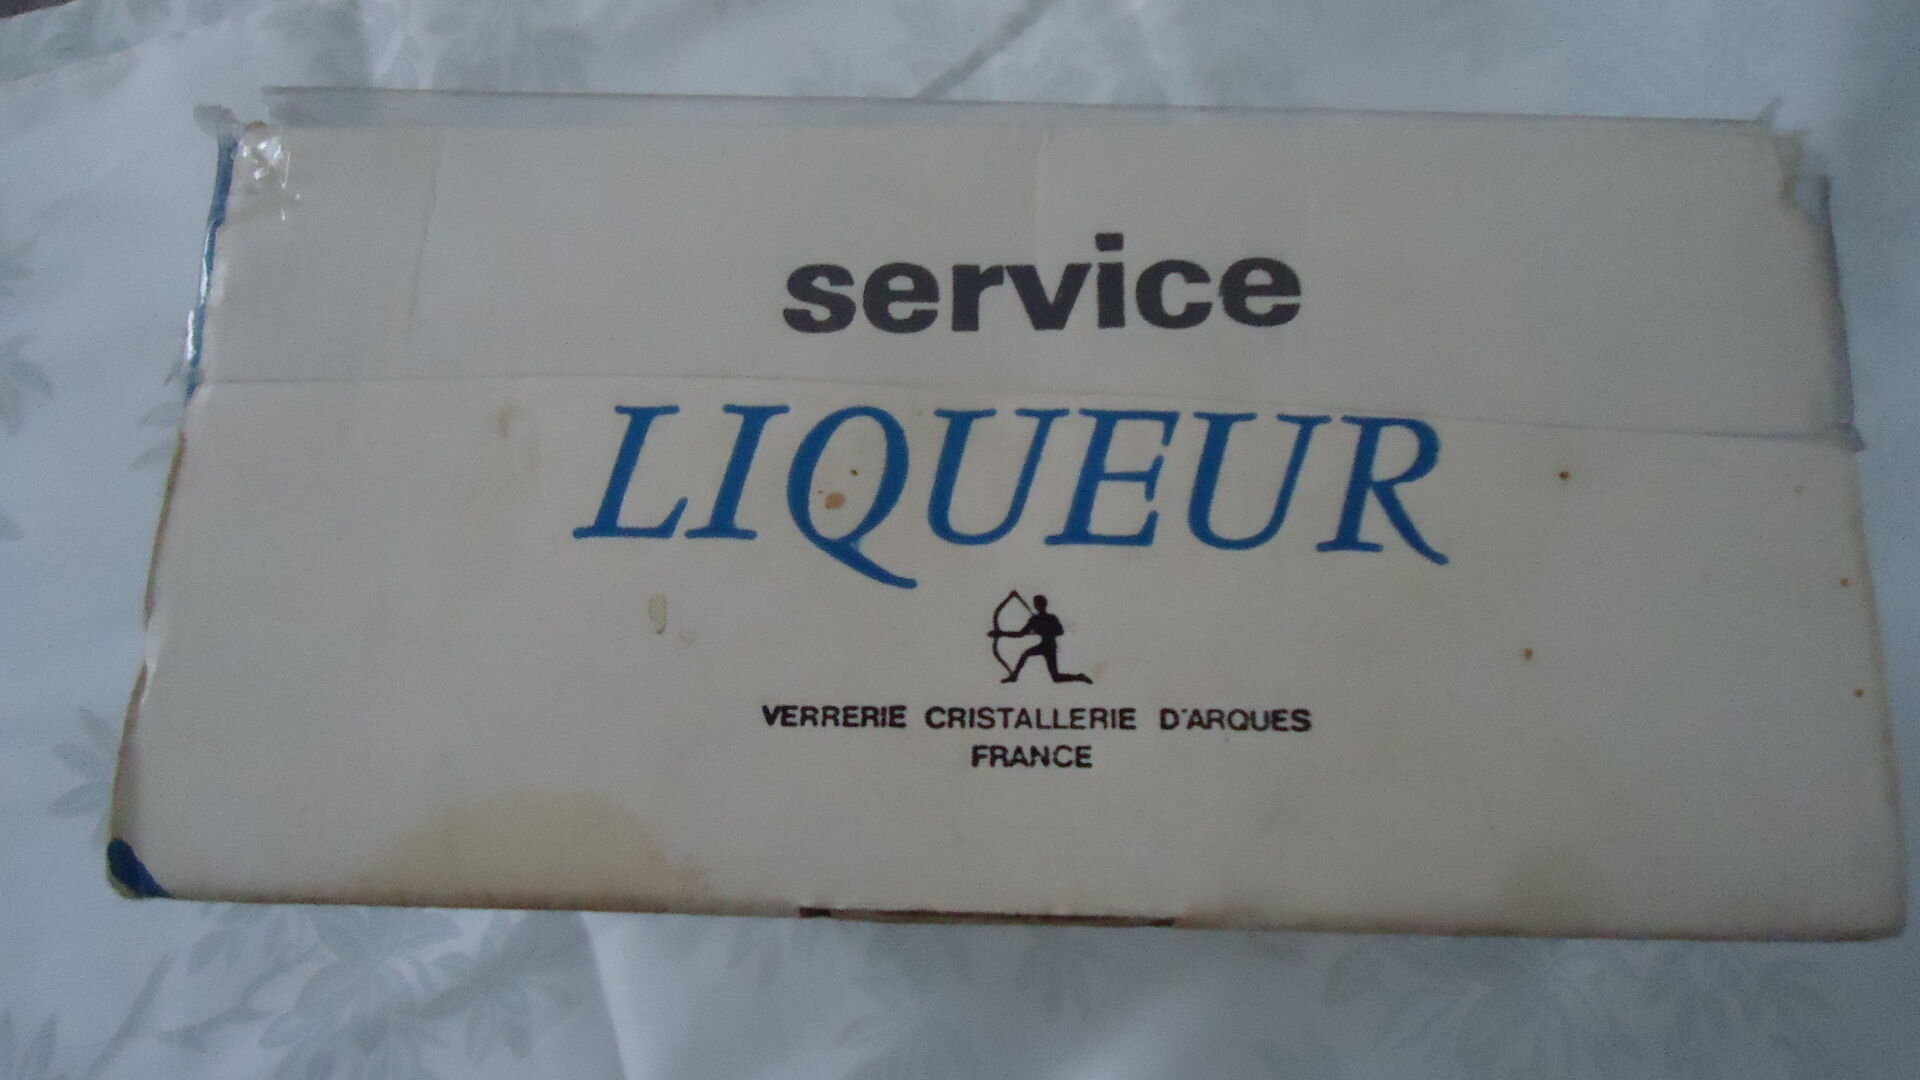 service
LIQUEUR
VERRERIE CRISTALLERIE D'ARQUES
FRANCE